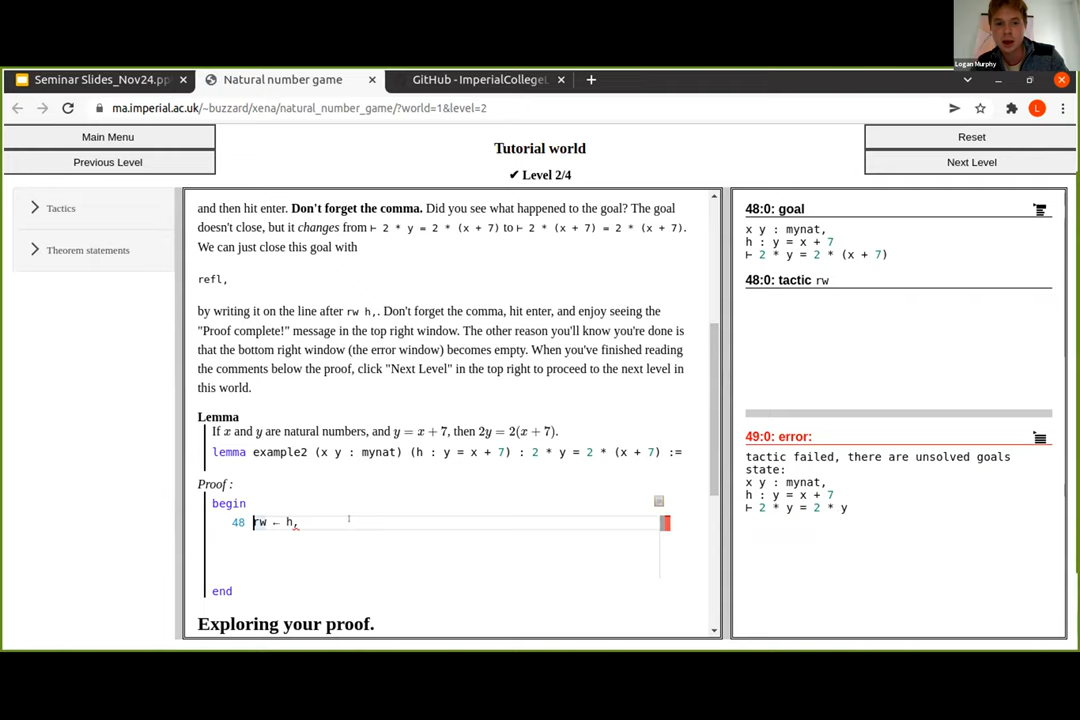 Logan Murphy
Seminar Slides_Nov24.pp
Natural number game
GitHub - ImperialCollegeL
ma.imperial.ac.uk/~buzzard/xena/natural_number_game/?world=1&level=2
L
Main Menu
Previous Level
Tutorial world
✔ Level 2/4
Reset
Next Level
Tactics
Theorem statements
and then hit enter. Don't forget the comma. Did you see what happened to the goal? The goal
doesn't close, but it changes from ⊢ 2 * y = 2 * (x + 7) to ⊢ 2 * (x + 7) = 2 * (x + 7).
We can just close this goal with
refl,
by writing it on the line after rw h,. Don't forget the comma, hit enter, and enjoy seeing the
"Proof complete!" message in the top right window. The other reason you'll know you're done is
that the bottom right window (the error window) becomes empty. When you've finished reading
the comments below the proof, click "Next Level" in the top right to proceed to the next level in
this world.
Lemma
If x and y are natural numbers, and y = x + 7, then 2y = 2(x + 7).
lemma example2 (x y : mynat) (h : y = x + 7) : 2 * y = 2 * (x + 7) :=
Proof :
begin
48 rw ← h,
end
Exploring your proof.
48:0: goal
x y : mynat,
h : y = x + 7
⊢ 2 * y = 2 * (x + 7)
48:0: tactic rw
49:0: error:
tactic failed, there are unsolved goals
state:
x y : mynat,
h : y = x + 7
⊢ 2 * y = 2 * y